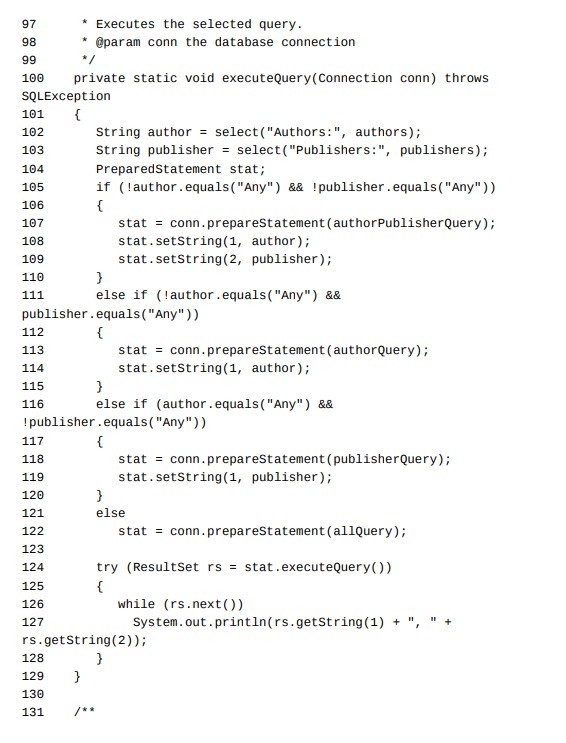 97      * Executes the selected query.
98      * @param conn the database connection
99      */
100    private static void executeQuery(Connection conn) throws
SQLException
101    {
102       String author = select("Authors:", authors);
103       String publisher = select("Publishers:", publishers);
104       PreparedStatement stat;
105       if (!author.equals("Any") && !publisher.equals("Any"))
106       {
107          stat = conn.prepareStatement(authorPublisherQuery);
108          stat.setString(1, author);
109          stat.setString(2, publisher);
110       }
111       else if (!author.equals("Any") &&
publisher.equals("Any"))
112       {
113          stat = conn.prepareStatement(authorQuery);
114          stat.setString(1, author);
115       }
116       else if (author.equals("Any") &&
!publisher.equals("Any"))
117       {
118          stat = conn.prepareStatement(publisherQuery);
119          stat.setString(1, publisher);
120       }
121       else
122          stat = conn.prepareStatement(allQuery);
123
124       try (ResultSet rs = stat.executeQuery())
125       {
126          while (rs.next())
127            System.out.println(rs.getString(1) + ", " +
rs.getString(2));
128       }
129    }
130
131    /**